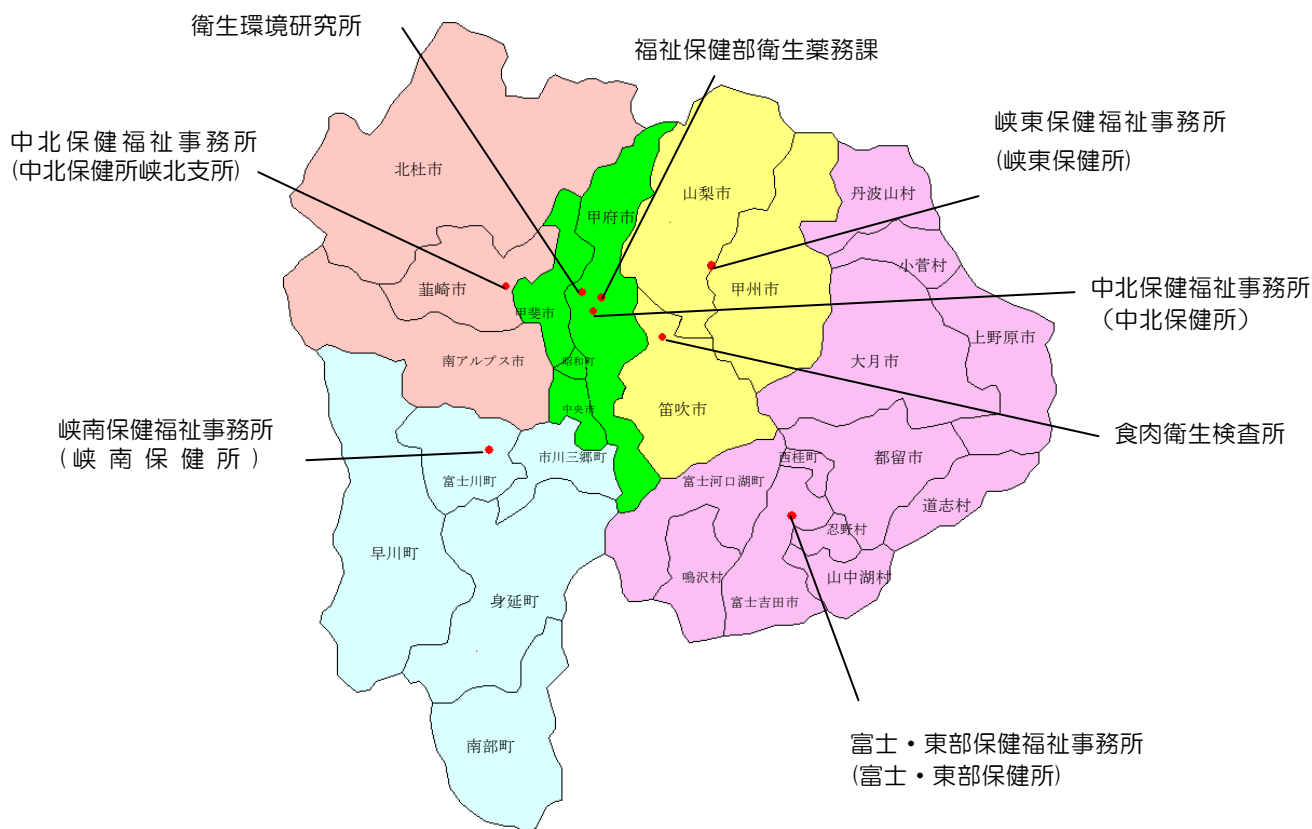 衛生環境研究所
福祉保健部衛生薬務課
中北保健福祉事務所
(中北保健所峡北支所)
峡東保健福祉事務所
(峡東保健所)
北杜市
山梨市
丹波山村
甲府市
小菅村
韮崎市
甲州市
中北保健福祉事務所
（中北保健所）
甲斐市
上野原市
南アルプス市
昭和町
大月市
中央市
笛吹市
食肉衛生検査所
峡南保健福祉事務所
(峡南保健所)
市川三郷町
西桂町
都留市
富士川町
富士河口湖町
道志村
忍野村
早川町
鳴沢村
山中湖村
身延町
富士吉田市
南部町
富士・東部保健福祉事務所
(富士・東部保健所)